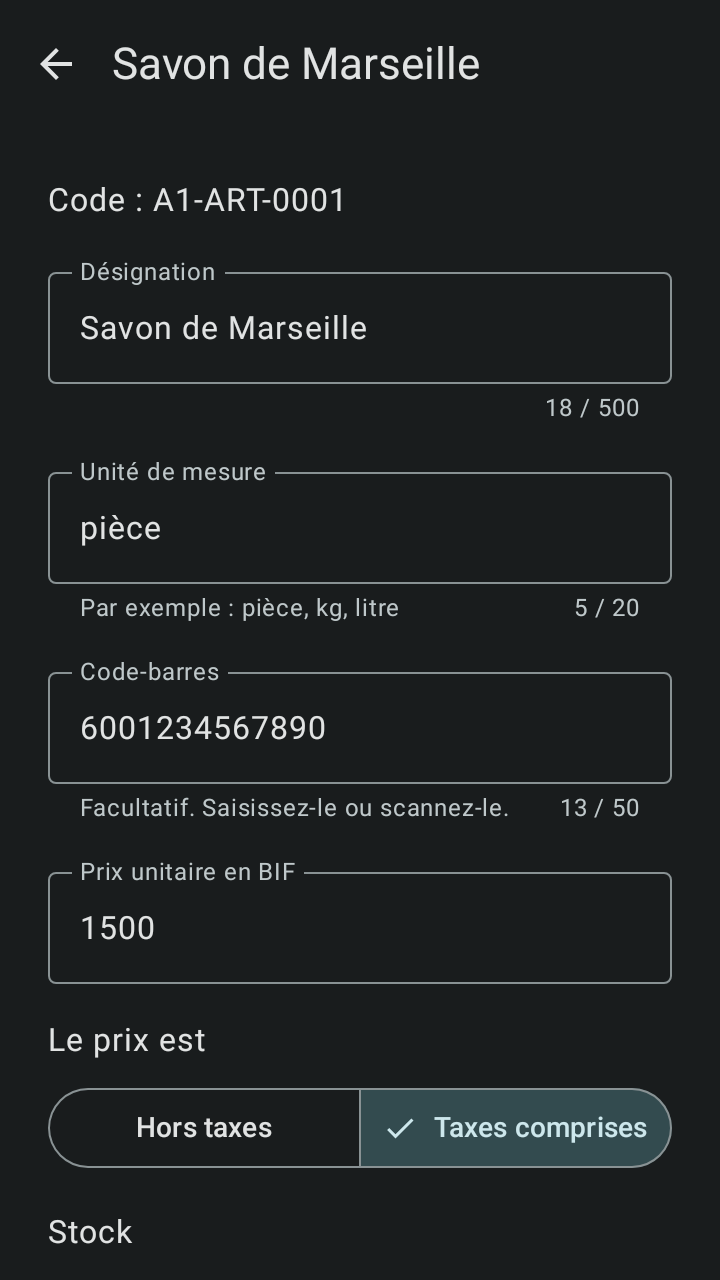 Savon de Marseille
Code : A1-ART-0001
Désignation
Savon de Marseille
18 / 500
Unité de mesure
pièce
Par exemple : pièce, kg, litre 5 / 20
Code-barres
6001234567890
Facultatif. Saisissez-le ou scannez-le. 13 / 50
Prix unitaire en BIF
1500
Le prix est
Hors taxes Taxes comprises
Stock